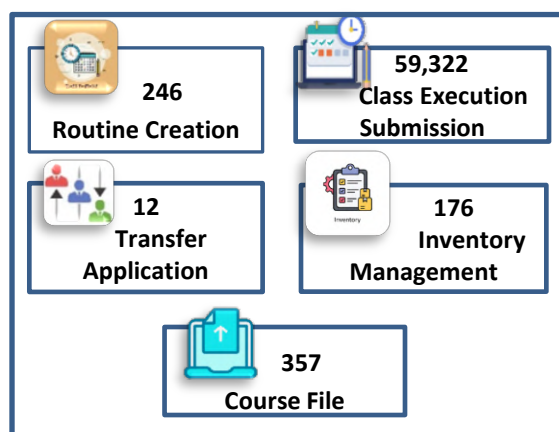 246
Routine Creation
59,322
Class Execution
Submission
12
Transfer
Application
Inventory
176
Inventory
Management
357
Course File